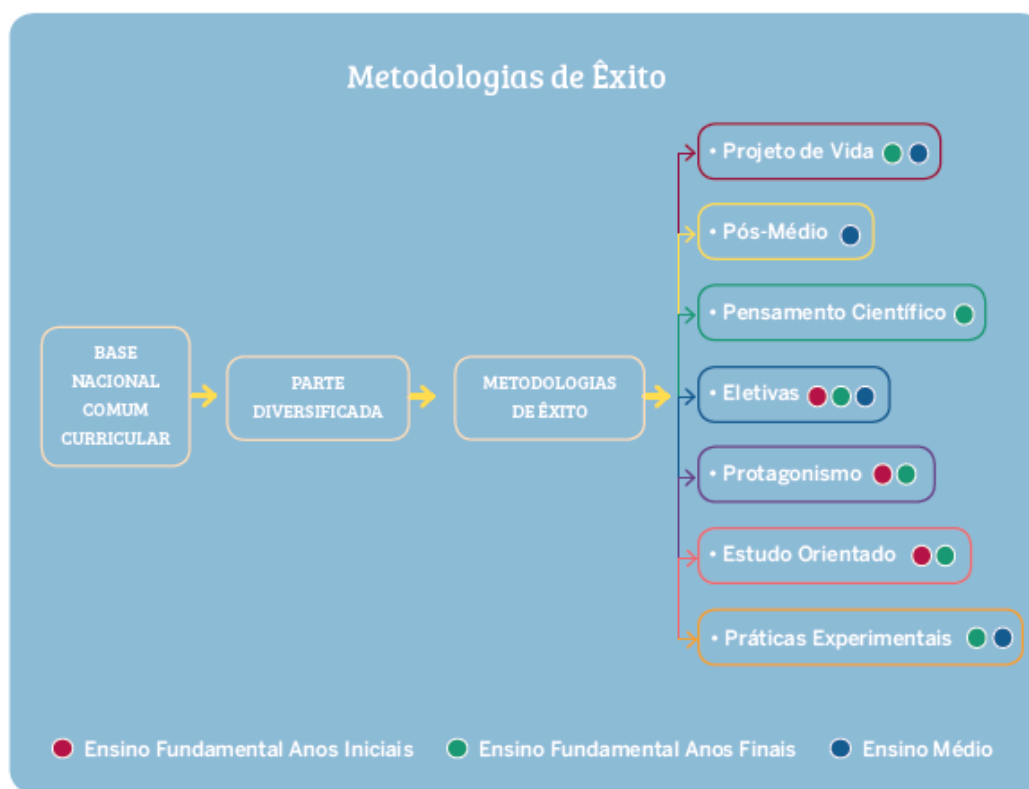 Metodologias de Êxito
BASE
NACIONAL
COMUM
CURRICULAR
PARTE
DIVERSIFICADA
METODOLOGIAS
DE ÊXITO
• Projeto de Vida
• Pós-Médio
• Pensamento Científico
• Eletivas
• Protagonismo
• Estudo Orientado
• Práticas Experimentais
Ensino Fundamental Anos Iniciais
Ensino Fundamental Anos Finais
Ensino Médio